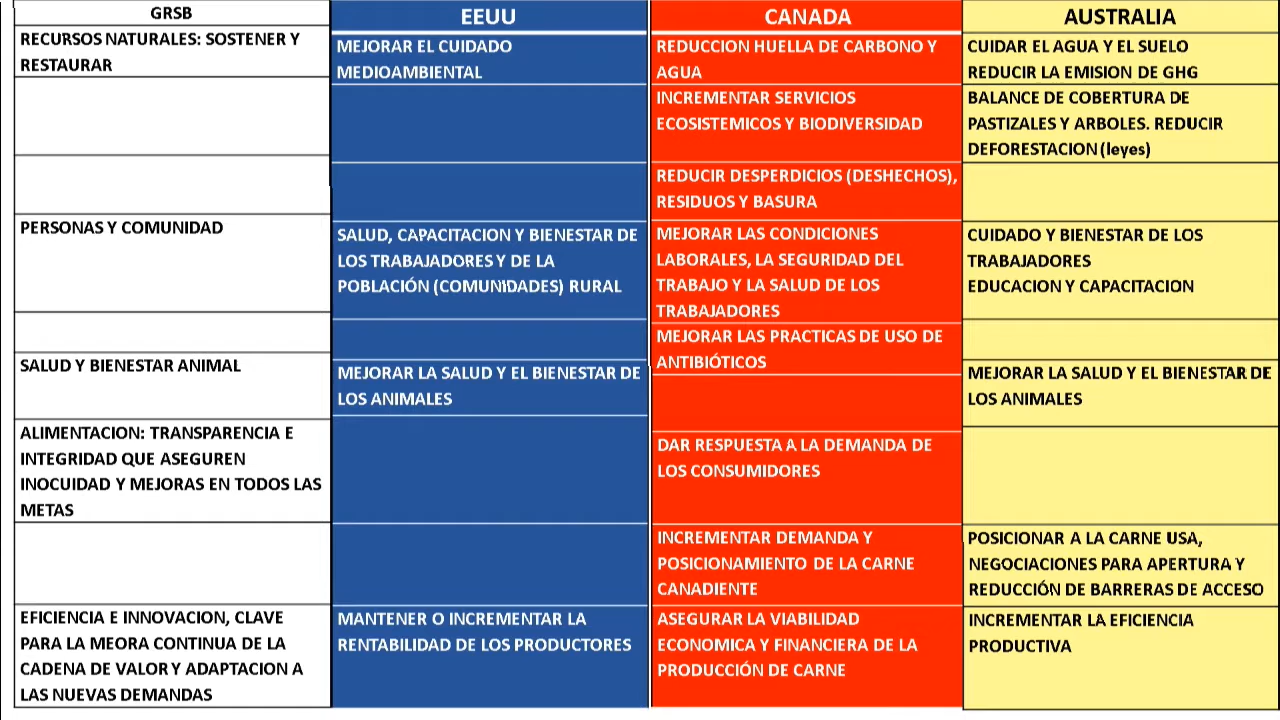 GRSB
EEUU
CANADA
AUSTRALIA
RECURSOS NATURALES: SOSTENER Y
RESTAURAR
MEJORAR EL CUIDADO
MEDIOAMBIENTAL
REDUCCION HUELLA DE CARBONO Y
AGUA
CUIDAR EL AGUA Y EL SUELO
REDUCIR LA EMISION DE GHG
INCREMENTAR SERVICIOS
ECOSISTEMICOS Y BIODIVERSIDAD
BALANCE DE COBERTURA DE
PASTIZALES Y ARBOLES. REDUCIR
DEFORESTACION (leyes)
REDUCIR DESPERDICIOS (DESHECHOS),
RESIDUOS Y BASURA
PERSONAS Y COMUNIDAD
SALUD, CAPACITACION Y BIENESTAR DE
LOS TRABAJADORES Y DE LA
POBLACIÓN (COMUNIDADES) RURAL
MEJORAR LAS CONDICIONES
LABORALES, LA SEGURIDAD DEL
TRABAJO Y LA SALUD DE LOS
TRABAJADORES
CUIDADO Y BIENESTAR DE LOS
TRABAJADORES
EDUCACION Y CAPACITACION
MEJORAR LAS PRACTICAS DE USO DE
ANTIBIÓTICOS
SALUD Y BIENESTAR ANIMAL
MEJORAR LA SALUD Y EL BIENESTAR DE
LOS ANIMALES
MEJORAR LA SALUD Y EL BIENESTAR DE
LOS ANIMALES
ALIMENTACION: TRANSPARENCIA E
INTEGRIDAD QUE ASEGUREN
INOCUIDAD Y MEJORAS EN TODOS LAS
METAS
DAR RESPUESTA A LA DEMANDA DE
LOS CONSUMIDORES
INCREMENTAR DEMANDA Y
POSICIONAMIENTO DE LA CARNE
CANADIENTE
POSICIONAR A LA CARNE USA,
NEGOCIACIONES PARA APERTURA Y
REDUCCIÓN DE BARRERAS DE ACCESO
EFICIENCIA E INNOVACION, CLAVE
PARA LA MEORA CONTINUA DE LA
CADENA DE VALOR Y ADAPTACION A
LAS NUEVAS DEMANDAS
MANTENER O INCREMENTAR LA
RENTABILIDAD DE LOS PRODUCTORES
ASEGURAR LA VIABILIDAD
ECONOMICA Y FINANCIERA DE LA
PRODUCCIÓN DE CARNE
INCREMENTAR LA EFICIENCIA
PRODUCTIVA